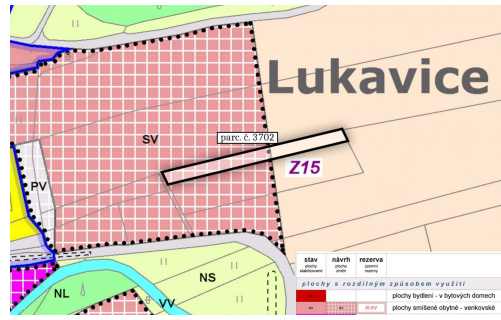 Lukavice
parc. č. 3702
SV
Z15
PV
NS
NL
VV
stav návrh rezerva
plochy stabilizované plochy změn územní rezervy
plochy s rozdílným způsobem využití
plochy bydlení - v bytových domech
R-SV plochy smíšené obytné - venkovské